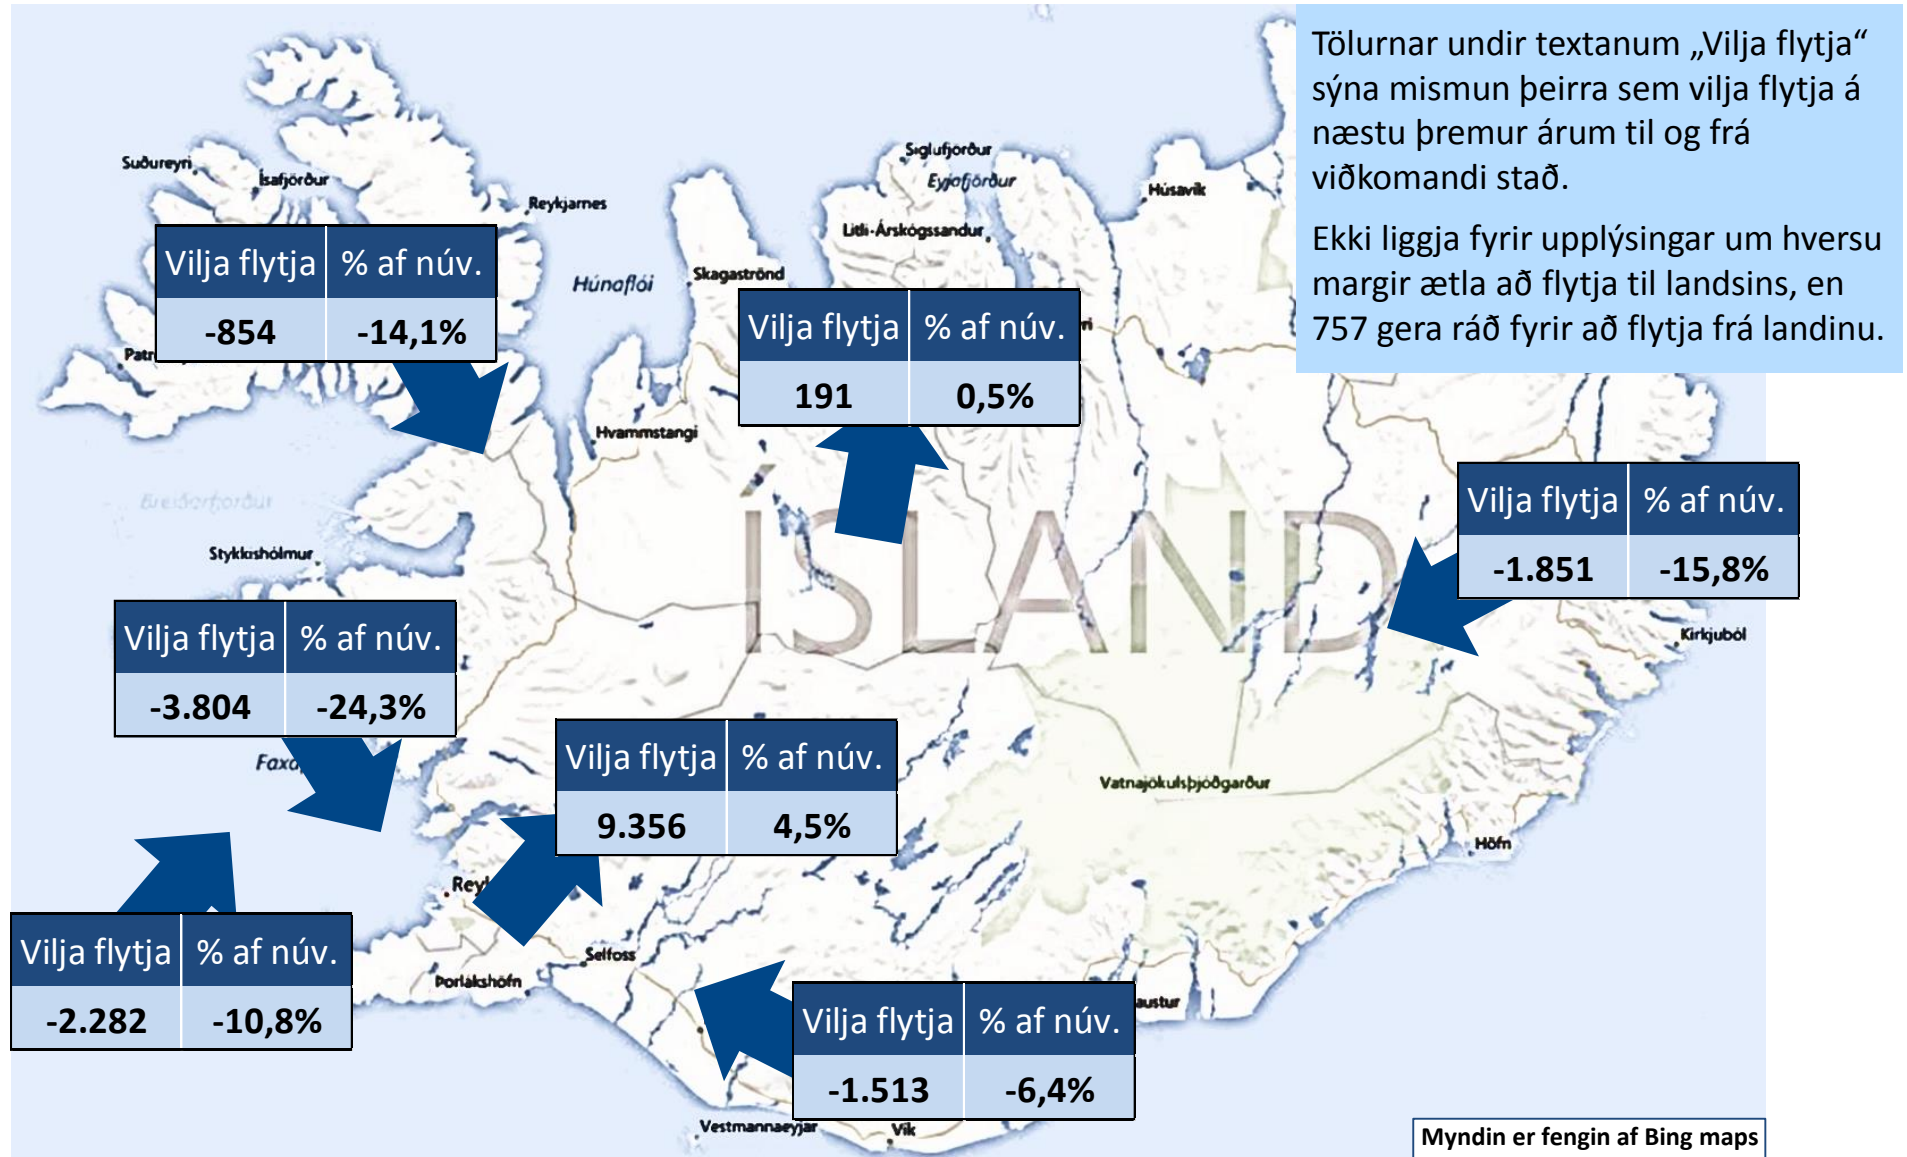 Tölurnar undir textanum „Vilja flytja“
sýna mismun þeirra sem vilja flytja á
næstu þremur árum til og frá
viðkomandi stað.
Ekki liggja fyrir upplýsingar um hversu
margir ætla að flytja til landsins, en
757 gera ráð fyrir að flytja frá landinu.
Suðureyri
Ísafjörður
Reykjarnes
Siglufjörður
Eyjafjörður
Húsavík
Litli-Árskógssandur
Húnaflói
Skagaströnd
Vilja flytja % af núv.
-854 -14,1%
Vilja flytja % af núv.
191 0,5%
Hvammstangi
Breiðarfjorður
Stykkishólmur
ÍSLAND
Vilja flytja % af núv.
-1.851 -15,8%
Kirkjuból
Vilja flytja % af núv.
-3.804 -24,3%
Vilja flytja % af núv.
9.356 4,5%
Vatnajökulsþjóðgarður
Höfn
Vilja flytja % af núv.
-2.282 -10,8%
Selfoss
Þorlákshöfn
Vilja flytja % af núv.
-1.513 -6,4%
Vestmannaeyjar
Vík
Myndin er fengin af Bing maps